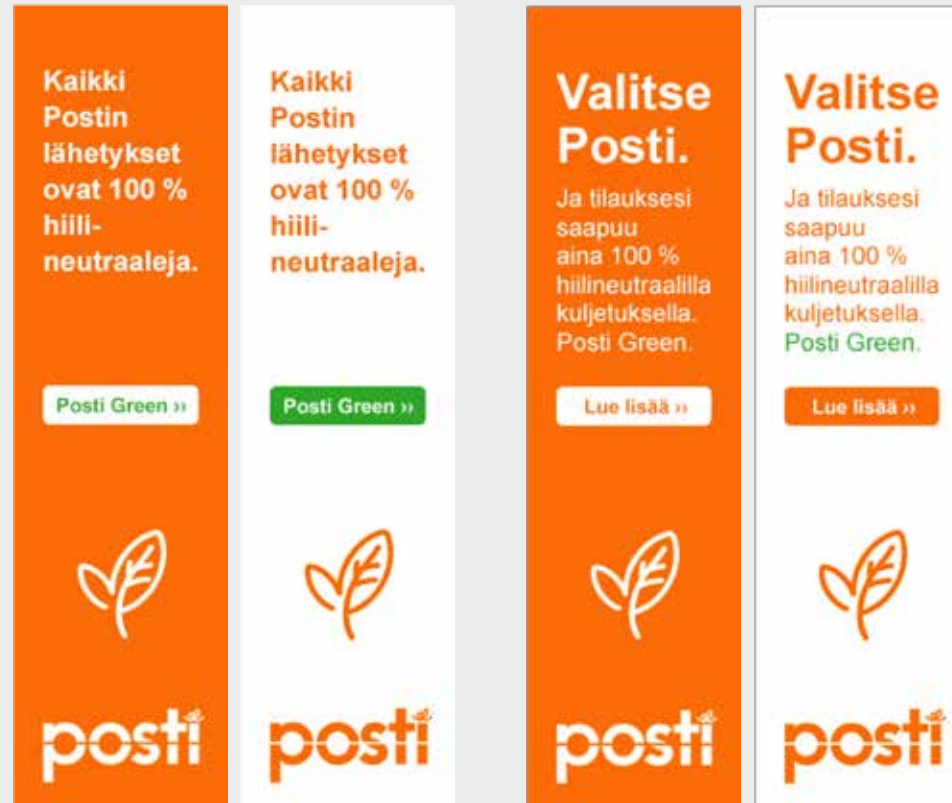 Kaikki
Postin
lähetykset
ovat 100 %
hiili-
neutraaleja.
Posti Green ››
posti
Kaikki
Postin
lähetykset
ovat 100 %
hiili-
neutraaleja.
Posti Green ››
posti
Valitse
Posti.
Ja tilauksesi
saapuu
aina 100 %
hiilineutraalilla
kuljetuksella.
Posti Green.
Lue lisää ››
posti
Valitse
Posti.
Ja tilauksesi
saapuu
aina 100 %
hiilineutraalilla
kuljetuksella.
Posti Green.
Lue lisää ››
posti